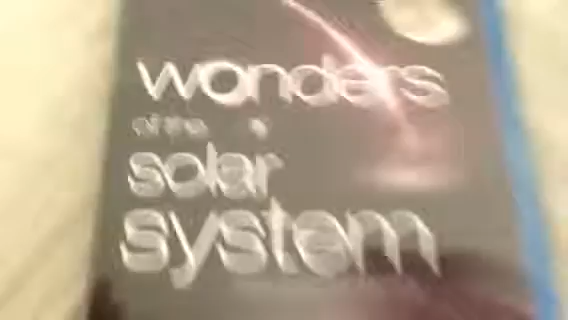 wonders
of the
solar
system